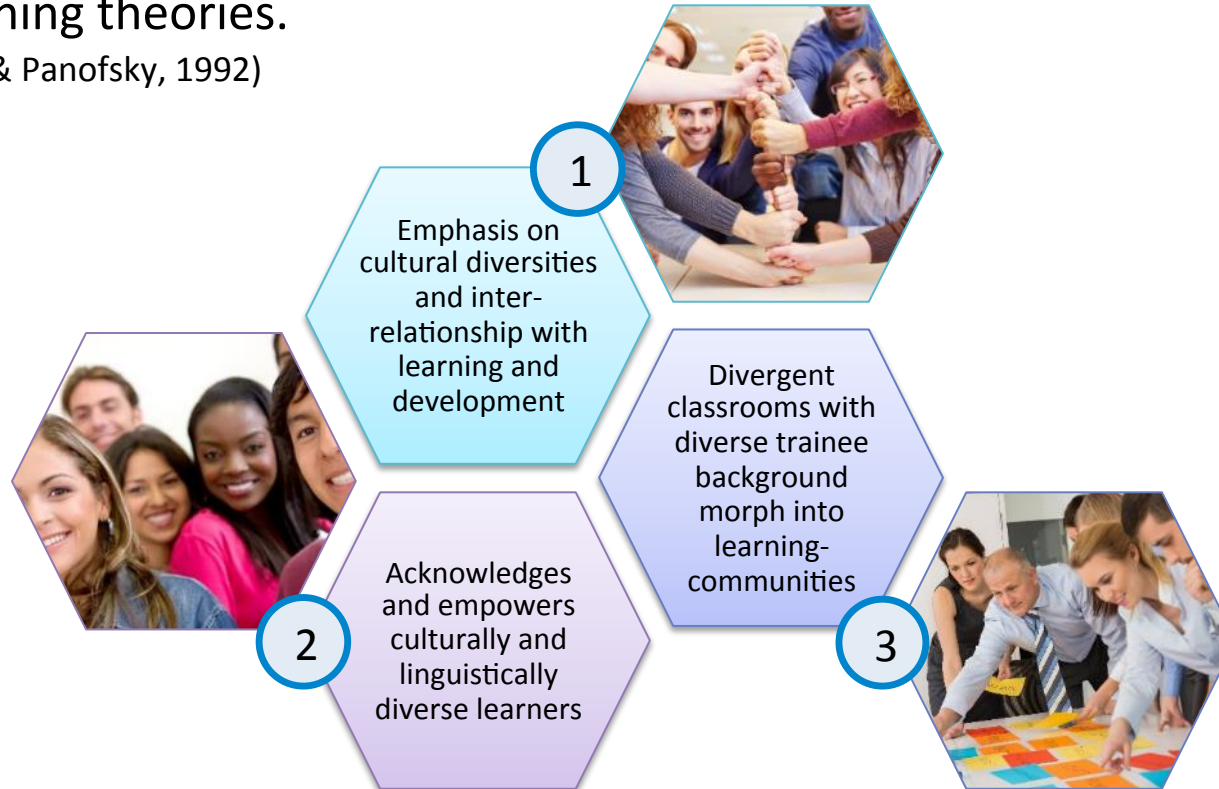 ning theories.
& Panofsky, 1992)
1
Emphasis on
cultural diversities
and inter-
relationship with
learning and
development
2
Acknowledges
and empowers
culturally and
linguistically
diverse learners
Divergent
classrooms with
diverse trainee
background
morph into
learning-
communities
3